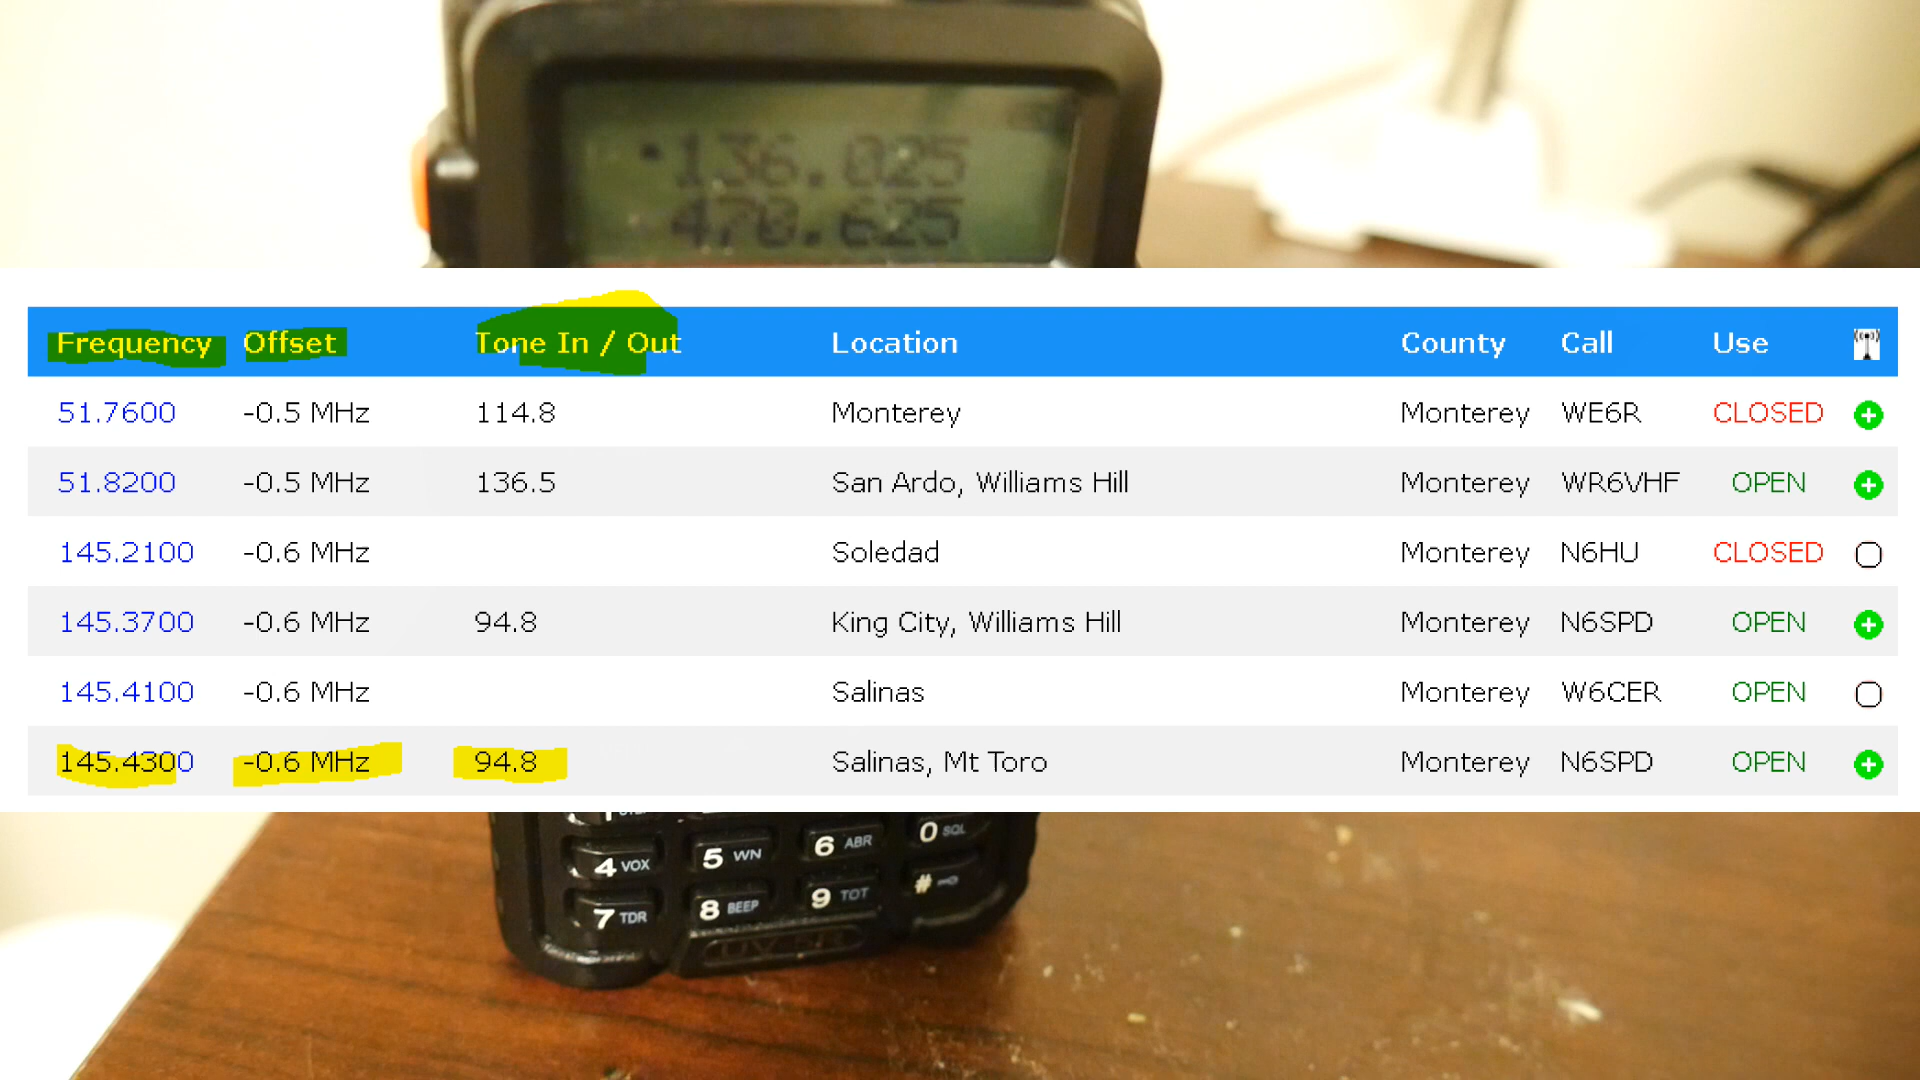 136.025
470.625
Frequency Offset Tone In / Out Location County Call Use
51.7600 -0.5 MHz 114.8 Monterey Monterey WE6R CLOSED
51.8200 -0.5 MHz 136.5 San Ardo, Williams Hill Monterey WR6VHF OPEN
145.2100 -0.6 MHz Soledad Monterey N6HU CLOSED
145.3700 -0.6 MHz 94.8 King City, Williams Hill Monterey N6SPD OPEN
145.4100 -0.6 MHz Salinas Monterey W6CER OPEN
145.4300 -0.6 MHz 94.8 Salinas, Mt Toro Monterey N6SPD OPEN
4 VOX 5 WN 6 ABR 0 SQL
7 TDR 8 BEEP 9 TOT #